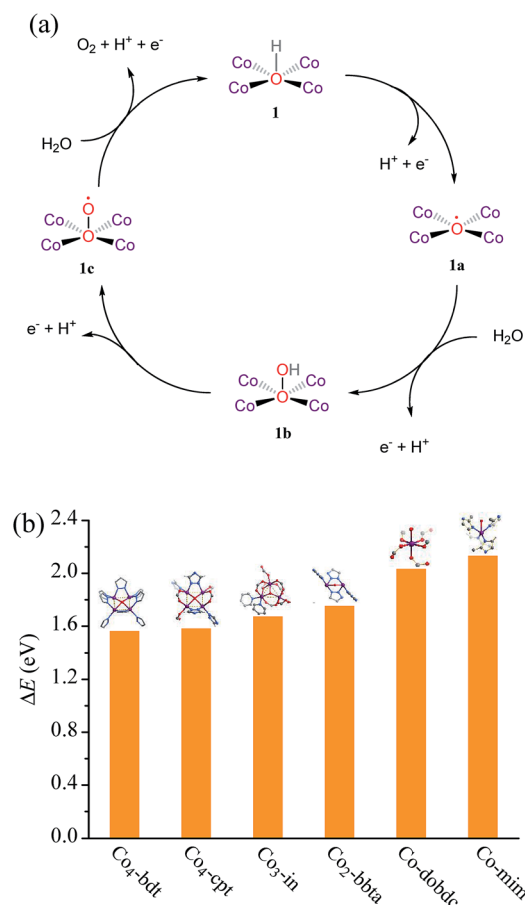 (a)
O₂ + H⁺ + e⁻
H
Co Co
Co O Co
1
H₂O
H⁺ + e⁻
Ȯ
Co Co
Co O Co
1c
Co Co
Co Ȯ Co
1a
e⁻ + H⁺
H₂O
OH
Co Co
Co O Co
1b
e⁻ + H⁺
(b)
2.4
2.0
1.6
1.2
0.8
0.4
0.0
ΔE (eV)
Co₄-bdt
Co₄-cpt
Co₃-in
Co₂-bbta
Co-dobdc
Co-mim